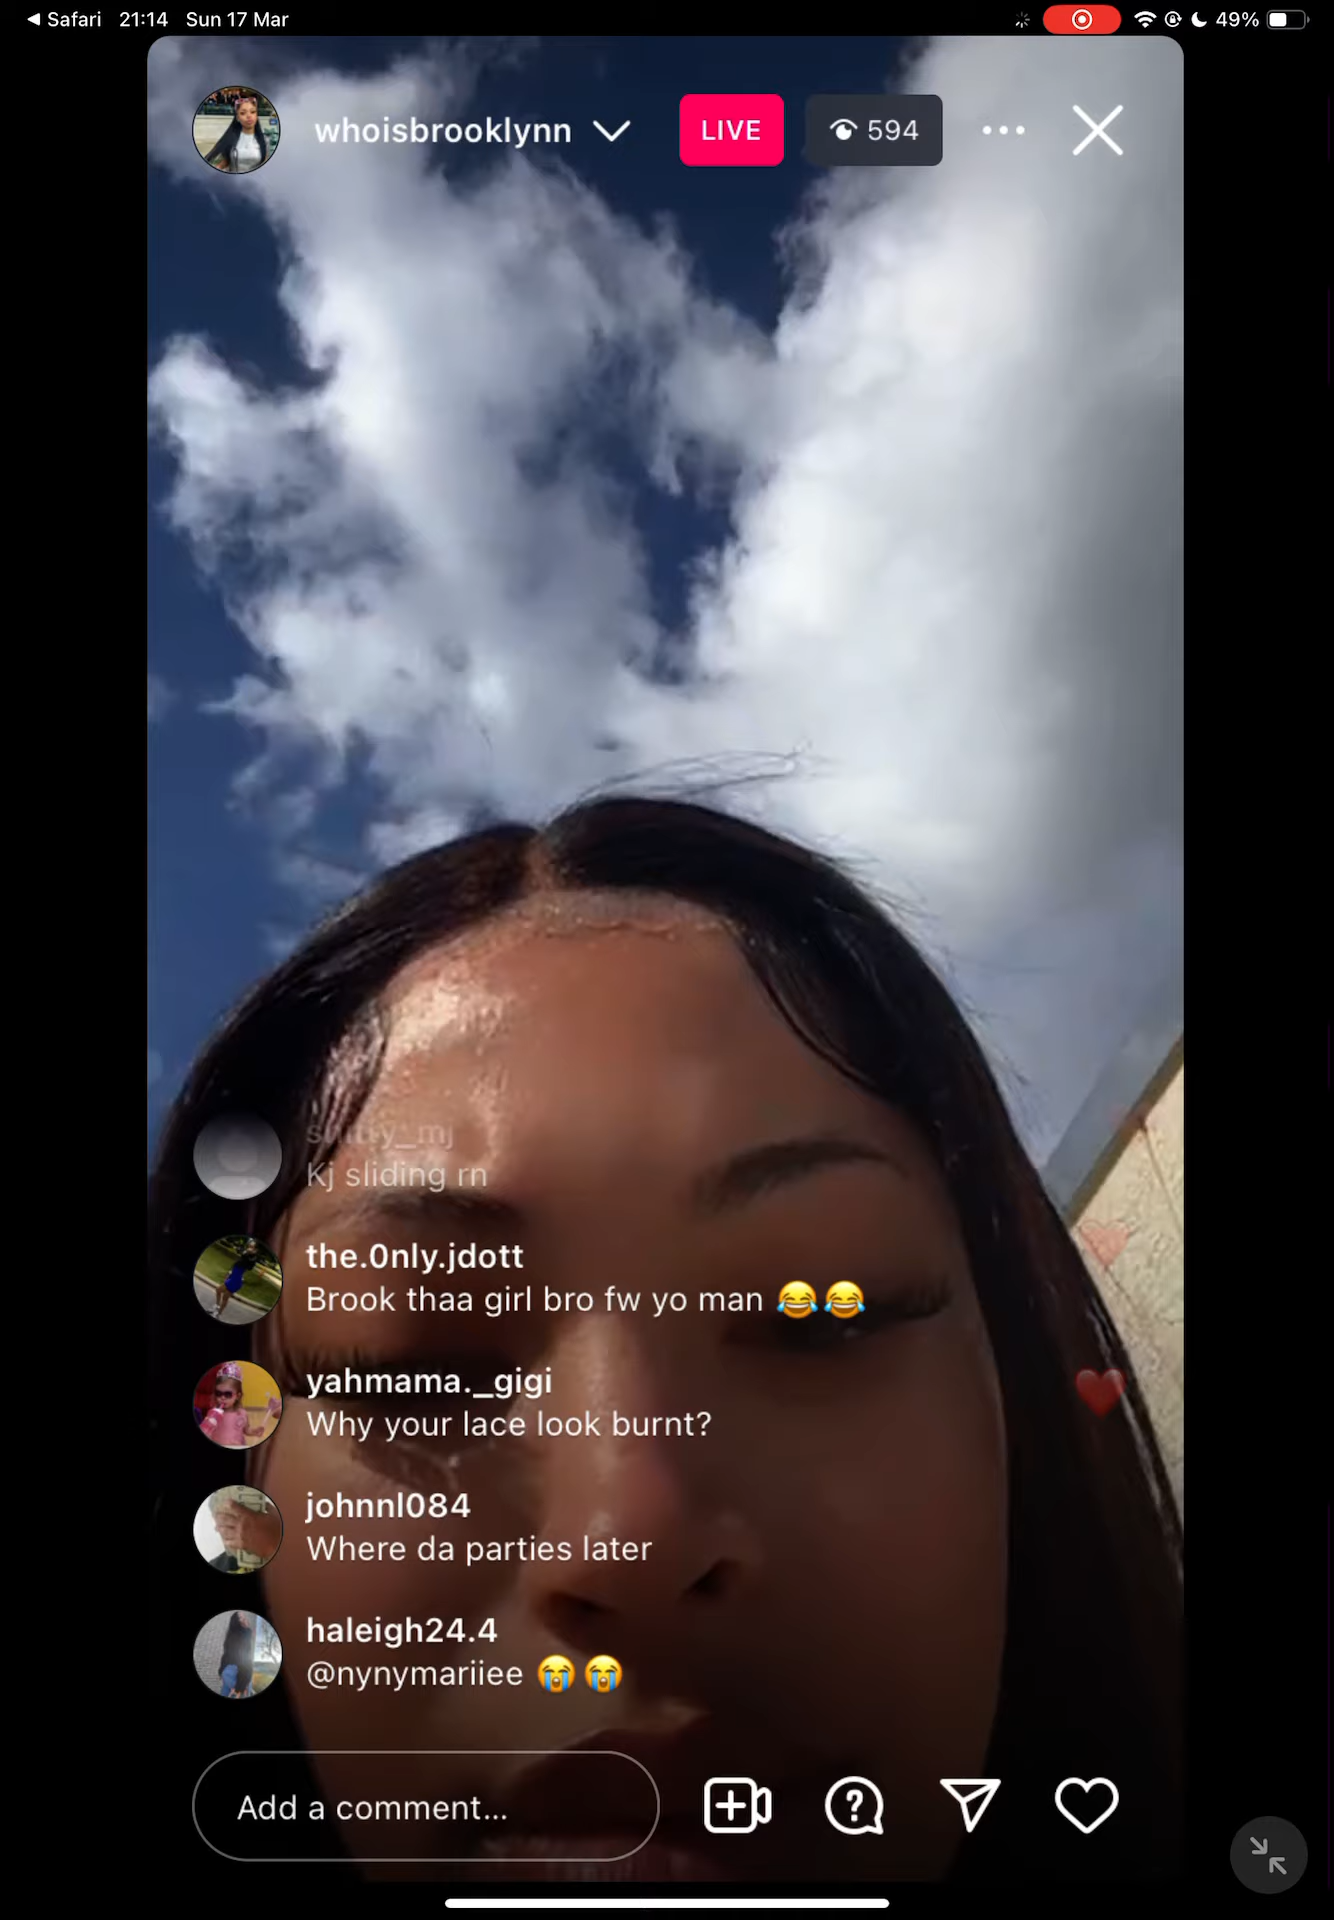 Safari 21:14 Sun 17 Mar 49%
whoisbrooklynn LIVE 594
Kj sliding rn
the.0nly.jdott
Brook thaa girl bro fw yo man 😂😂
yahmama._gigi
Why your lace look burnt?
johnnl084
Where da parties later
haleigh24.4
@nynymariiee 😭😭
Add a comment...